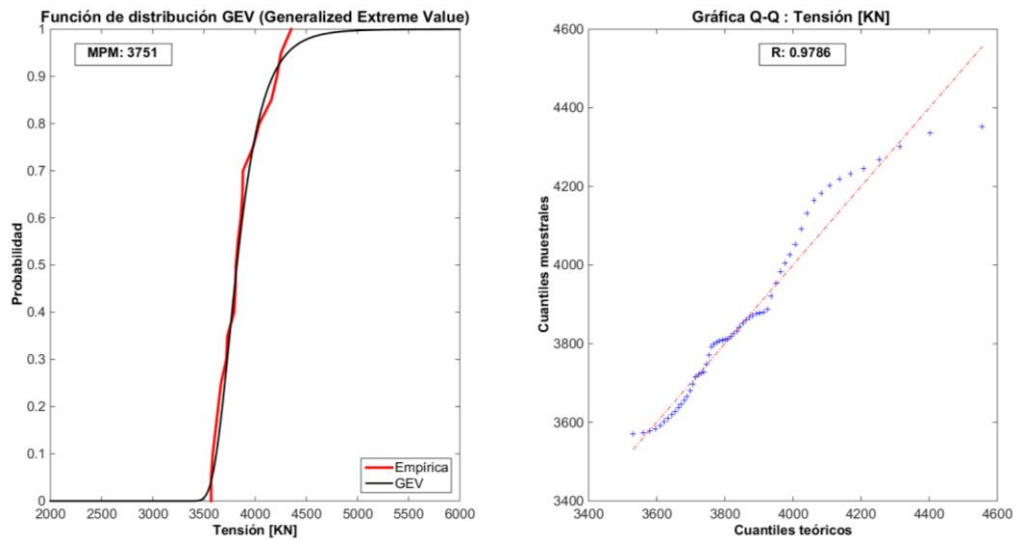 Función de distribución GEV (Generalized Extreme Value)
MPM: 3751
1
0.9
0.8
0.7
0.6
0.5
0.4
0.3
0.2
0.1
0
Probabilidad
Empírica
GEV
2000 2500 3000 3500 4000 4500 5000 5500 6000
Tensión [KN]
Gráfica Q-Q : Tensión [KN]
R: 0.9786
4600
4400
4200
4000
3800
3600
3400
Cuantiles muestrales
3400 3600 3800 4000 4200 4400 4600
Cuantiles teóricos